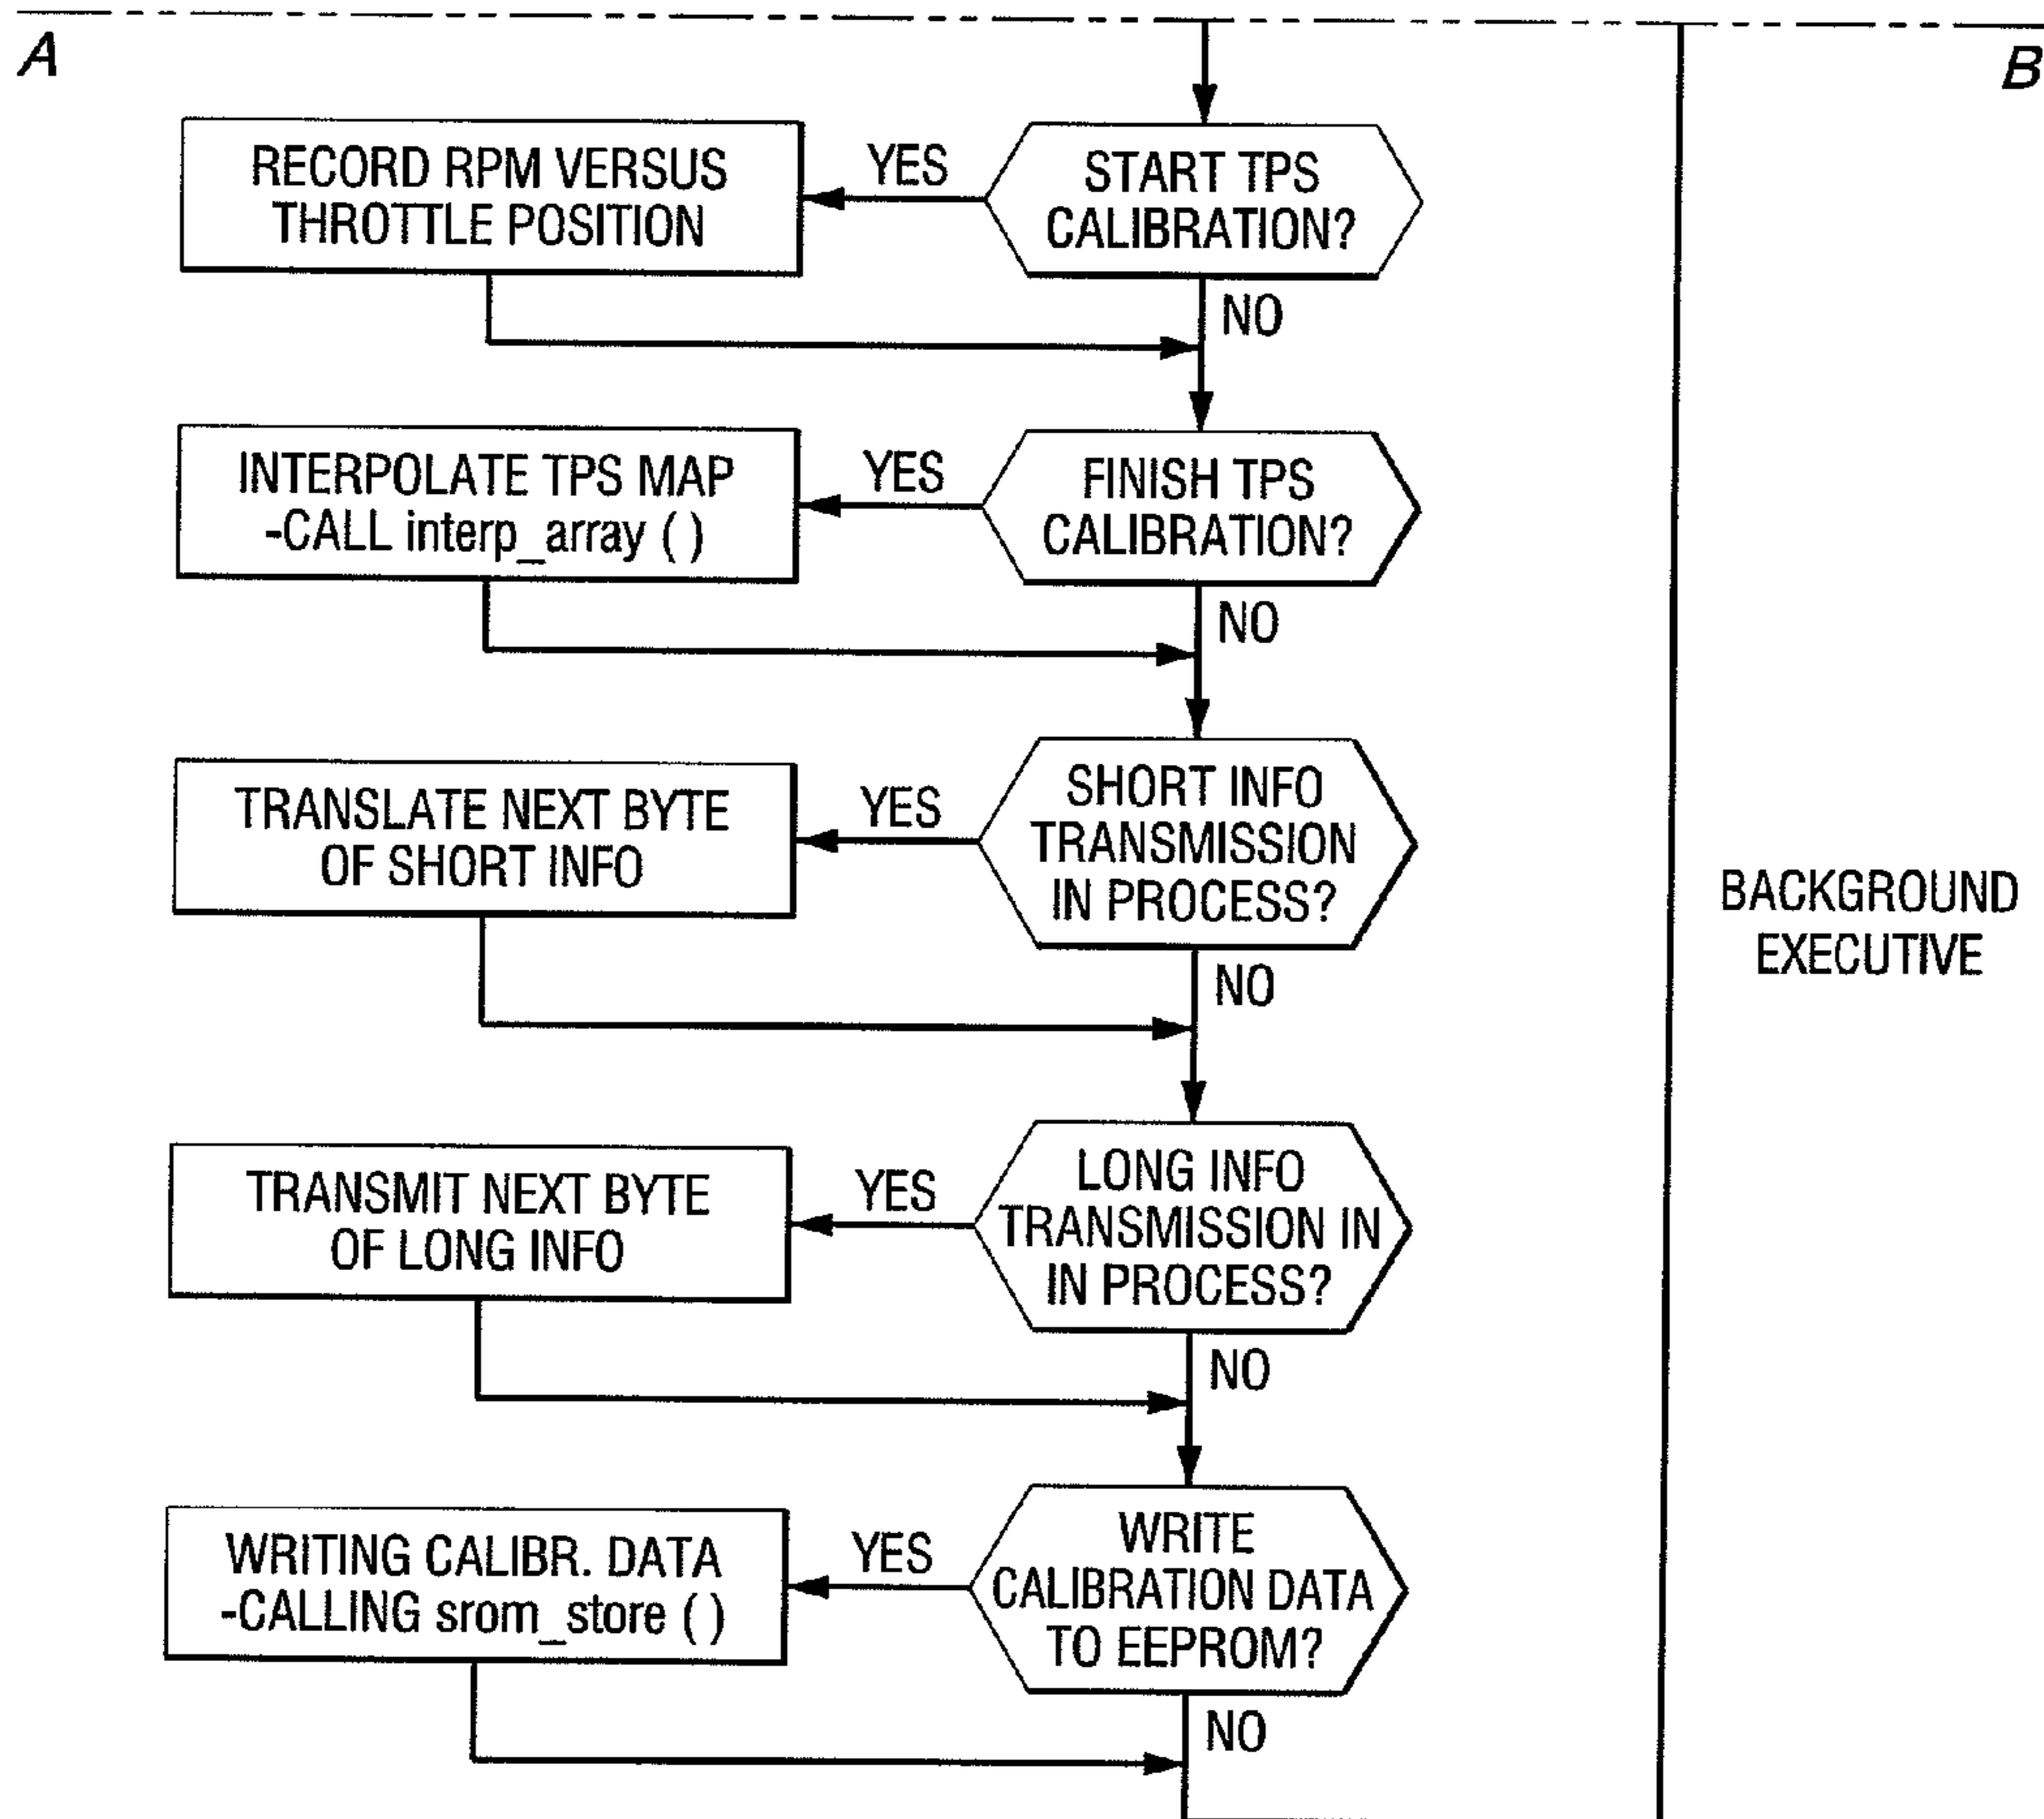 A
B
RECORD RPM VERSUS
THROTTLE POSITION
YES
START TPS
CALIBRATION?
NO
INTERPOLATE TPS MAP
-CALL interp_array ( )
YES
FINISH TPS
CALIBRATION?
NO
TRANSLATE NEXT BYTE
OF SHORT INFO
YES
SHORT INFO
TRANSMISSION
IN PROCESS?
NO
BACKGROUND
EXECUTIVE
TRANSMIT NEXT BYTE
OF LONG INFO
YES
LONG INFO
TRANSMISSION IN
IN PROCESS?
NO
WRITING CALIBR. DATA
-CALLING srom_store ( )
YES
WRITE
CALIBRATION DATA
TO EEPROM?
NO